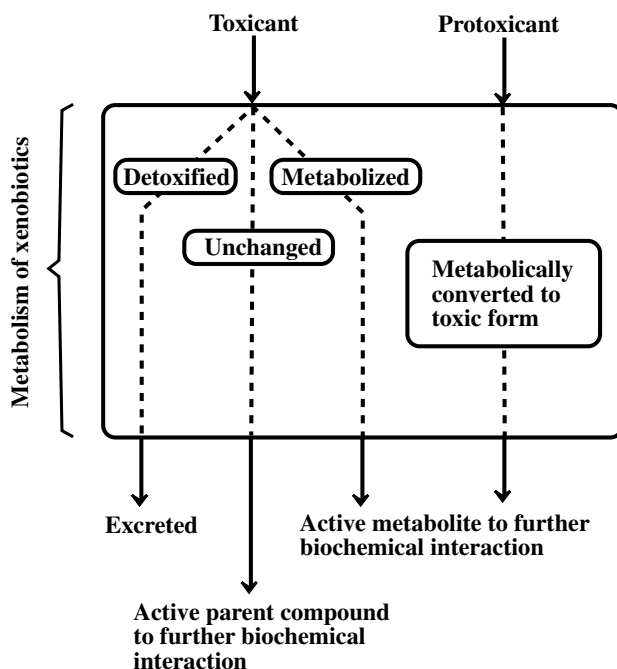 Toxicant
Protoxicant
Metabolism of xenobiotics
Detoxified
Metabolized
Unchanged
Metabolically
converted to
toxic form
Excreted
Active metabolite to further
biochemical interaction
Active parent compound
to further biochemical
interaction